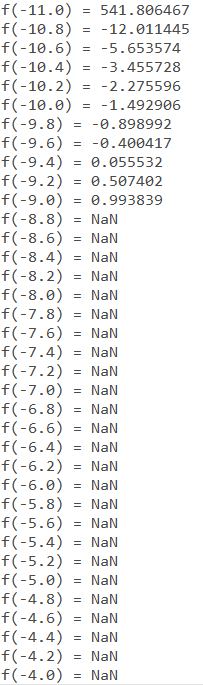 f(-11.0) = 541.806467
f(-10.8) = -12.011445
f(-10.6) = -5.653574
f(-10.4) = -3.455728
f(-10.2) = -2.275596
f(-10.0) = -1.492906
f(-9.8) = -0.898992
f(-9.6) = -0.400417
f(-9.4) = 0.055532
f(-9.2) = 0.507402
f(-9.0) = 0.993839
f(-8.8) = NaN
f(-8.6) = NaN
f(-8.4) = NaN
f(-8.2) = NaN
f(-8.0) = NaN
f(-7.8) = NaN
f(-7.6) = NaN
f(-7.4) = NaN
f(-7.2) = NaN
f(-7.0) = NaN
f(-6.8) = NaN
f(-6.6) = NaN
f(-6.4) = NaN
f(-6.2) = NaN
f(-6.0) = NaN
f(-5.8) = NaN
f(-5.6) = NaN
f(-5.4) = NaN
f(-5.2) = NaN
f(-5.0) = NaN
f(-4.8) = NaN
f(-4.6) = NaN
f(-4.4) = NaN
f(-4.2) = NaN
f(-4.0) = NaN